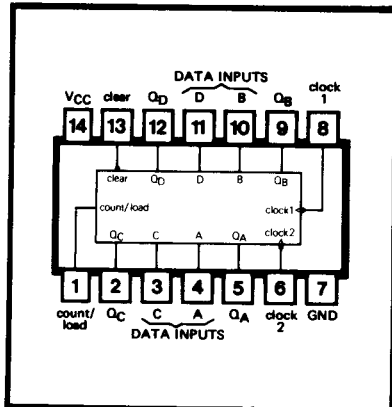 DATA INPUTS
VCC clear QD D B QB clock 1
14 13 12 11 10 9 8
clear QD D B QB
count/load clock1
clock2
QC C A QA
1 2 3 4 5 6 7
count/load QC C A QA clock 2 GND
DATA INPUTS